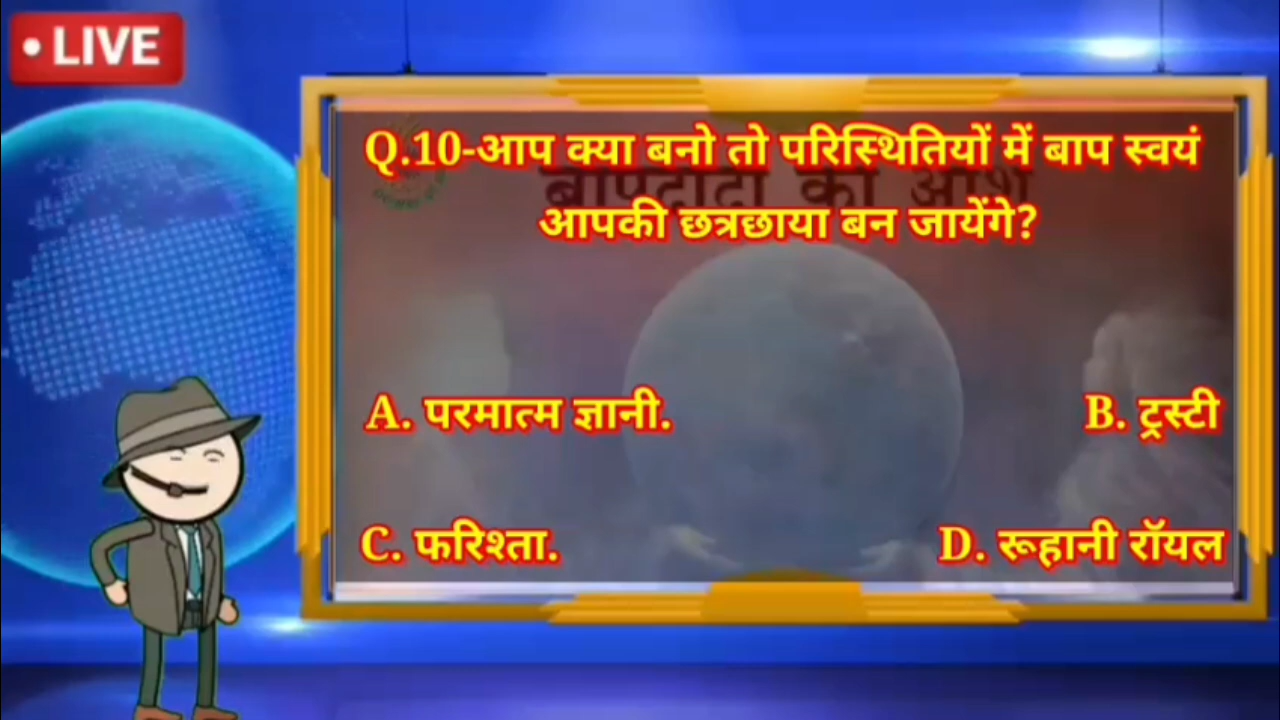 • LIVE
Q.10-आप क्या बनो तो परिस्थितियों में बाप स्वयं
आपकी छत्रछाया बन जायेंगे?
A. परमात्म ज्ञानी.
B. ट्रस्टी
C. फरिश्ता.
D. रूहानी रॉयल